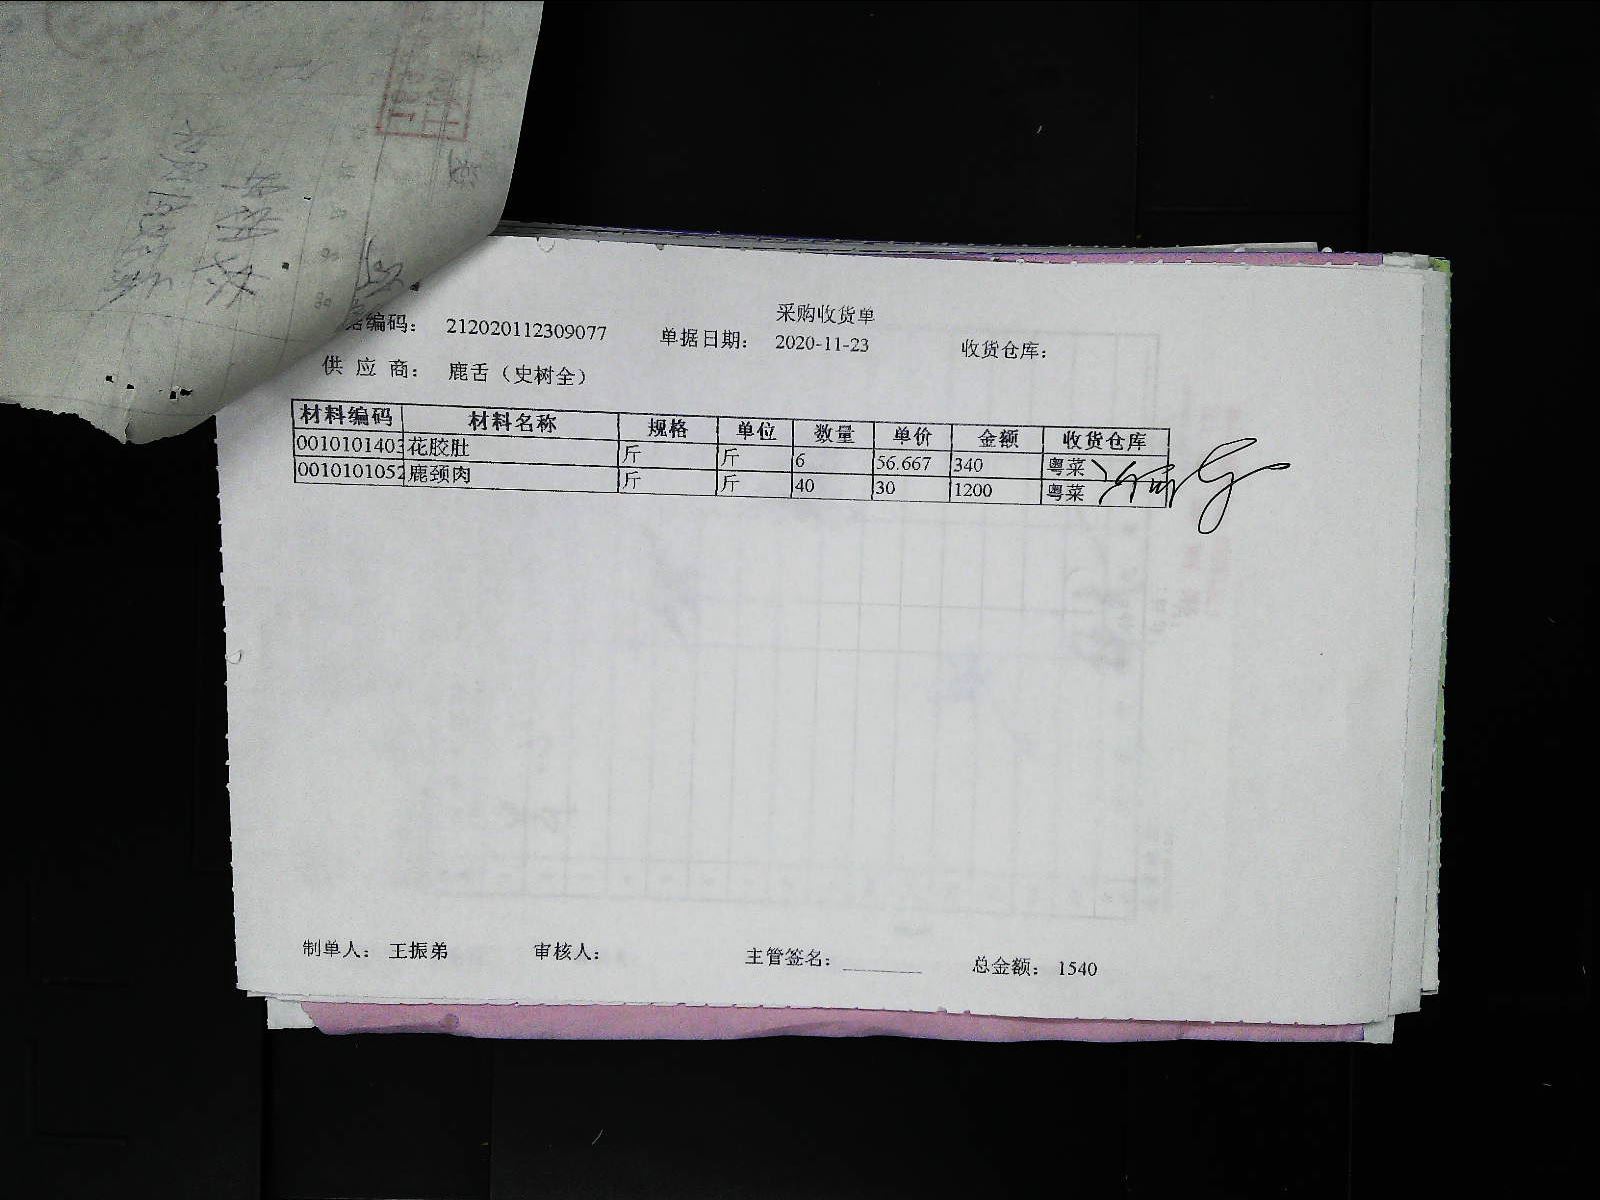 采购收货单
编码: 212020112309077 单据日期: 2020-11-23 收货仓库:
供应商: 鹿舌（史树全）
材料编码 材料名称 规格 单位 数量 单价 金额 收货仓库
0010101403 花胶肚 斤 斤 6 56.667 340 粤菜
0010101052 鹿颈肉 斤 斤 40 30 1200 粤菜
制单人: 王振弟 审核人: 主管签名: 总金额: 1540